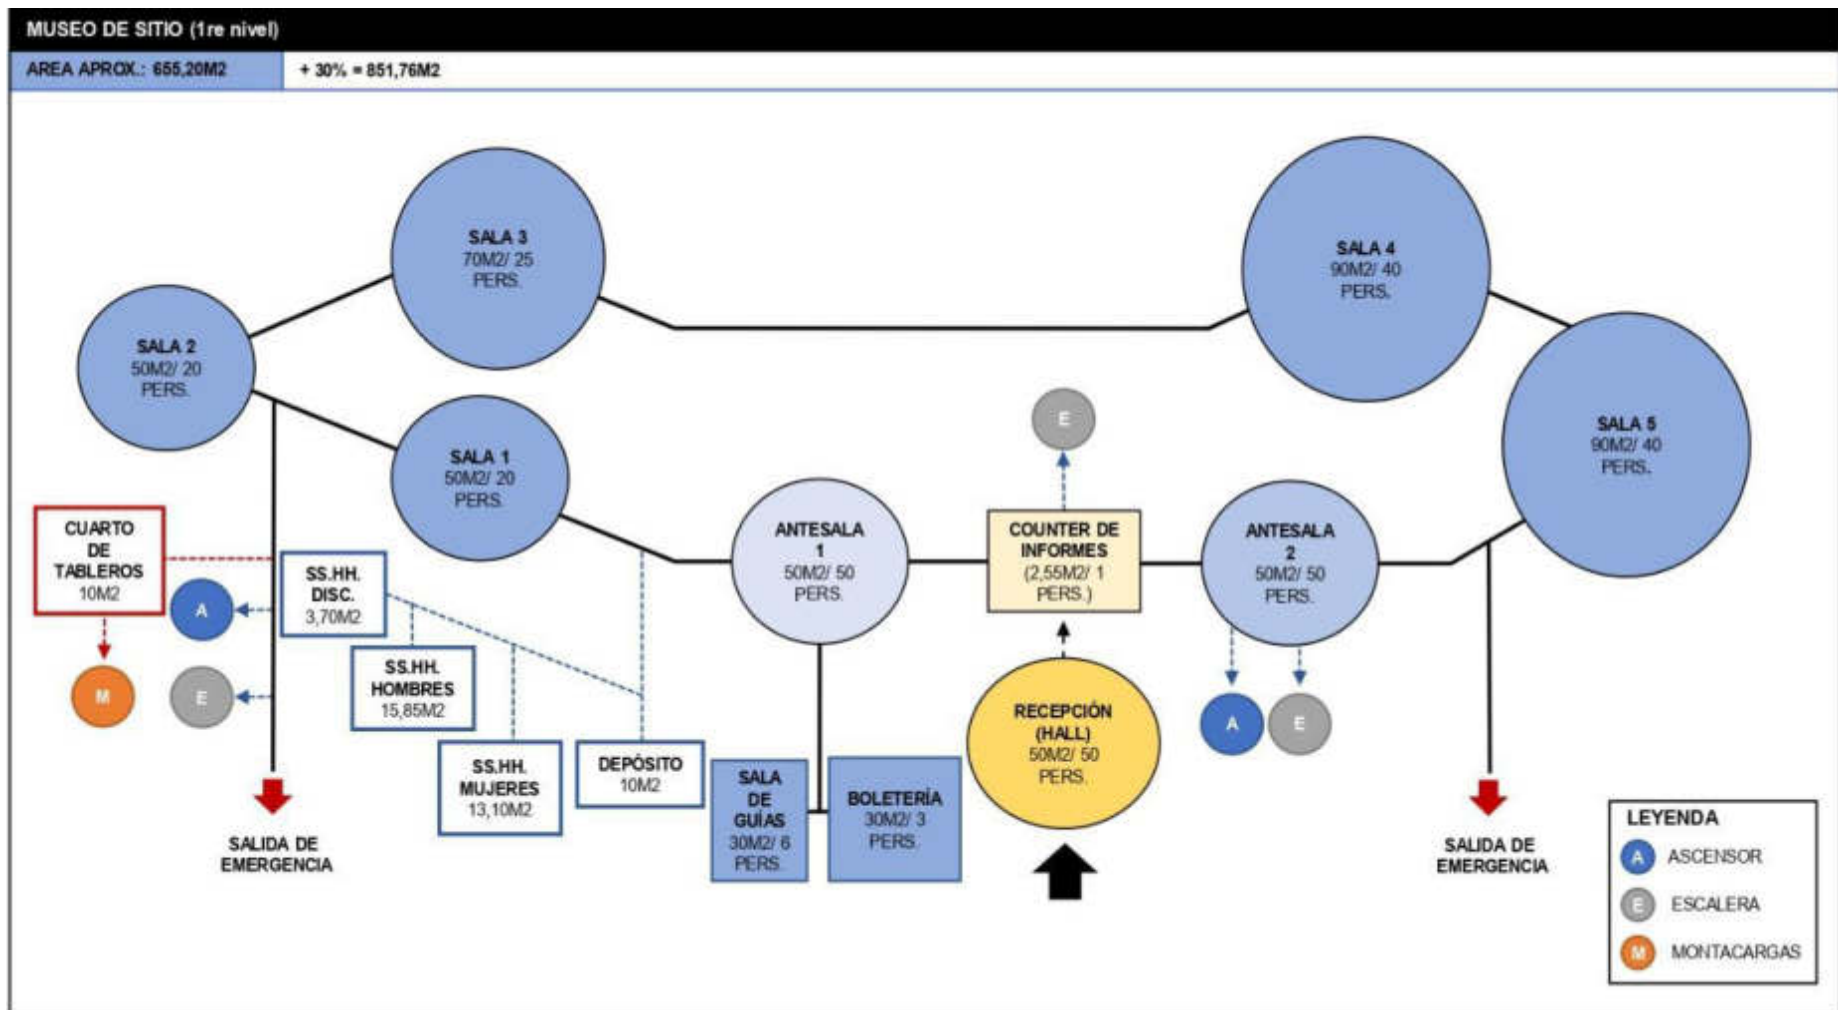 MUSEO DE SITIO (1re nivel)
AREA APROX.: 655,20M2
+ 30% = 851,76M2
SALA 3
70M2/ 25
PERS.
SALA 4
90M2/ 40
PERS.
SALA 2
50M2/ 20
PERS.
SALA 5
90M2/ 40
PERS.
SALA 1
50M2/ 20
PERS.
E
ANTESALA
1
50M2/ 50
PERS.
COUNTER DE
INFORMES
(2,55M2/ 1
PERS.)
ANTESALA
2
50M2/ 50
PERS.
CUARTO
DE
TABLEROS
10M2
A
SS.HH.
DISC.
3,70M2
M
E
SS.HH.
HOMBRES
15,85M2
SS.HH.
MUJERES
13,10M2
DEPÓSITO
10M2
SALA
DE
GUÍAS
30M2/ 6
PERS.
BOLETERÍA
30M2/ 3
PERS.
RECEPCIÓN
(HALL)
50M2/ 50
PERS.
A
E
SALIDA DE
EMERGENCIA
SALIDA DE
EMERGENCIA
LEYENDA
A ASCENSOR
E ESCALERA
M MONTACARGAS